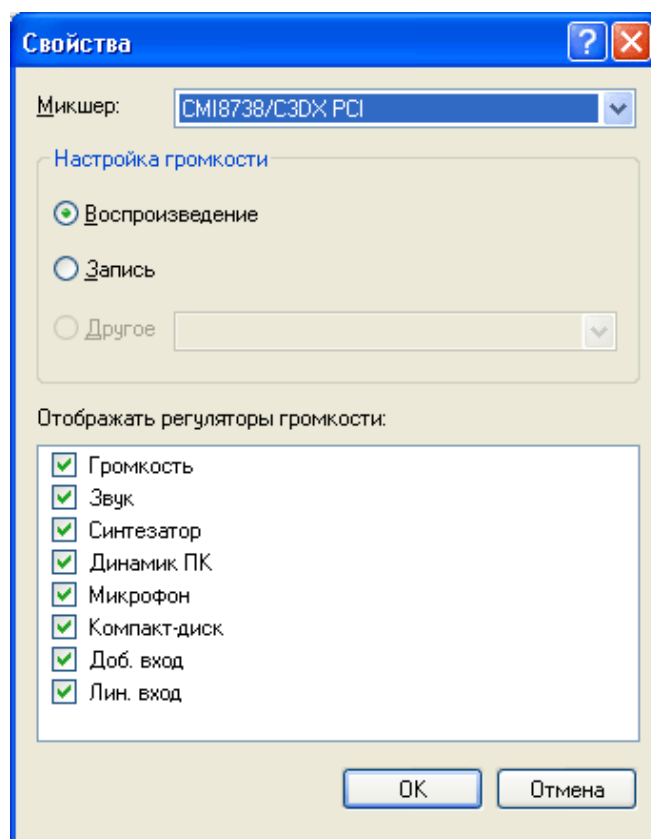 Свойства
Микшер: CMI8738/C3DX PCI
Настройка громкости
Воспроизведение
Запись
Другое
Отображать регуляторы громкости:
Громкость
Звук
Синтезатор
Динамик ПК
Микрофон
Компакт-диск
Доб. вход
Лин. вход
OK Отмена